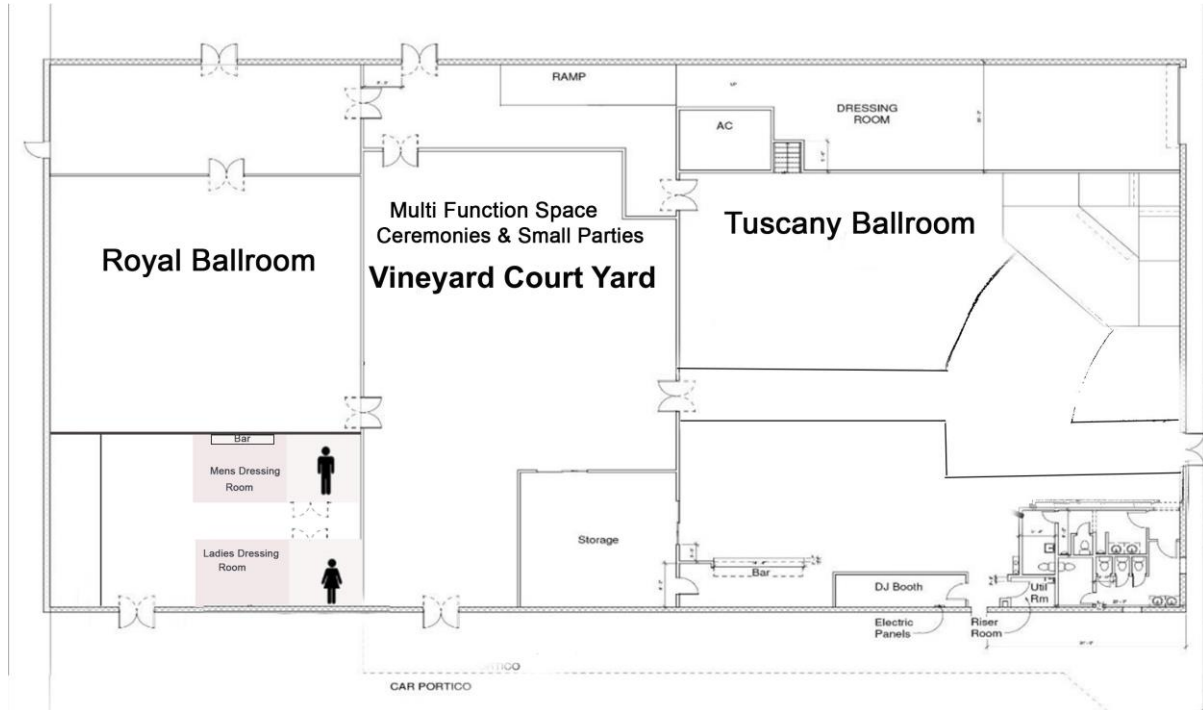 RAMP
DRESSING
ROOM
AC
Multi Function Space
Ceremonies & Small Parties
Vineyard Court Yard
Royal Ballroom
Tuscany Ballroom
Bar
Mens Dressing
Room
Ladies Dressing
Room
Storage
Bar
DJ Booth
Util
Rm
Electric
Panels
Riser
Room
CAR PORTICO